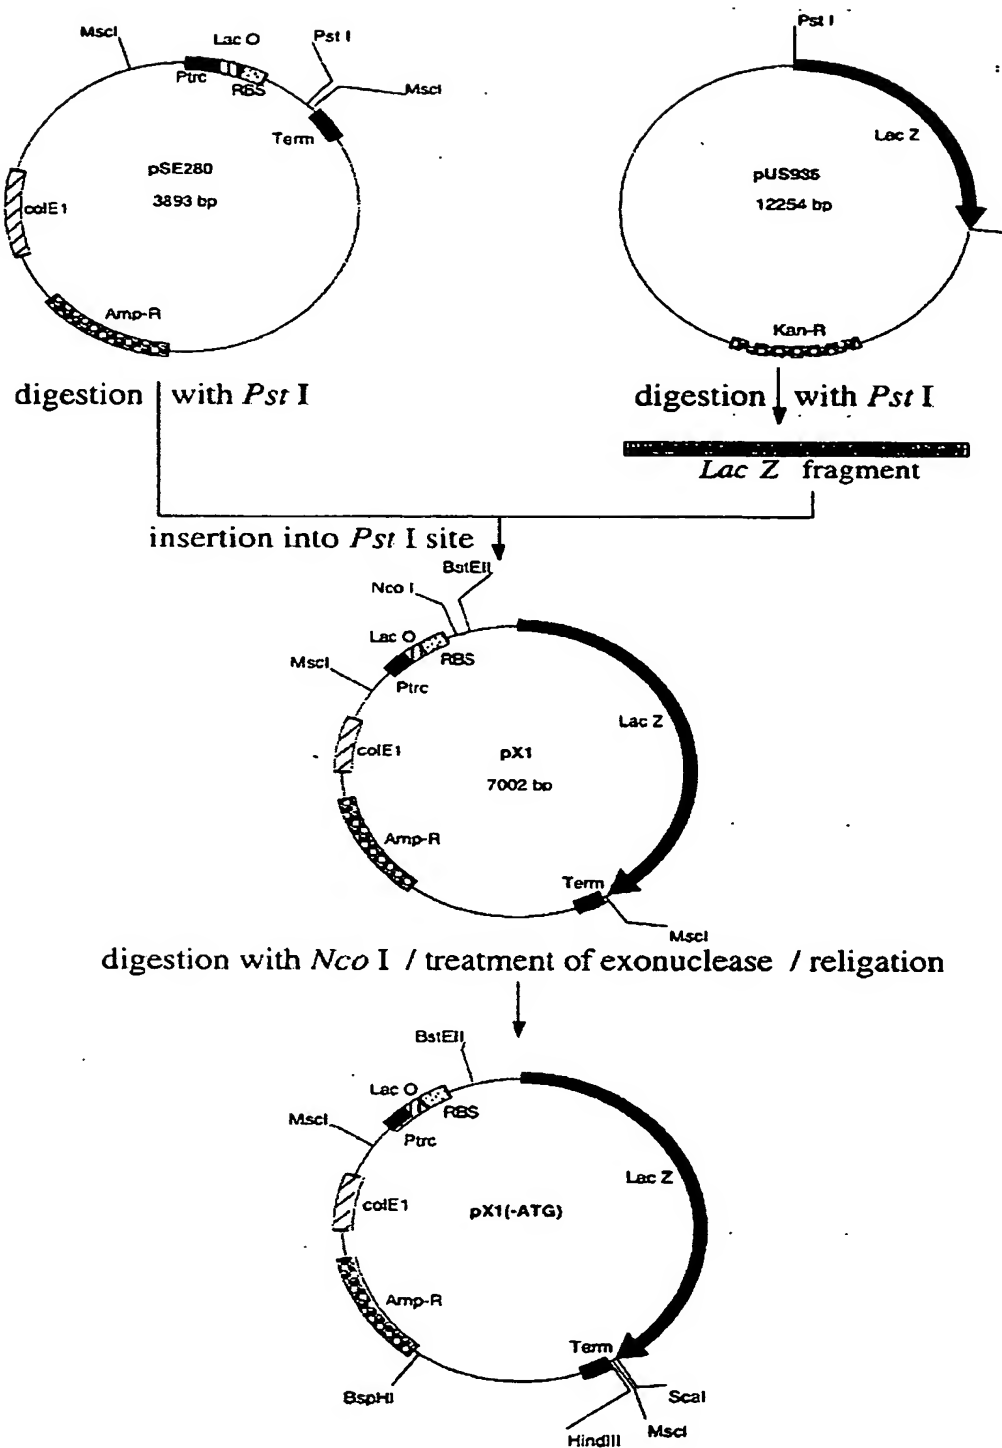 MscI
Lac O
Pst I
Ptrc
RBS
MscI
Term
pSE280
3893 bp
colE1
Amp-R
Pst I
Lac Z
pUS935
12254 bp
Kan-R
digestion with Pst I
digestion with Pst I
Lac Z fragment
insertion into Pst I site
BstEII
Nco I
Lac O
RBS
MscI
Ptrc
Lac Z
colE1
pX1
7002 bp
Amp-R
Term
MscI
digestion with Nco I / treatment of exonuclease / religation
BstEII
Lac O
RBS
MscI
Ptrc
Lac Z
colE1
pX1(-ATG)
Amp-R
Term
BspHI
ScaI
MscI
HindIII